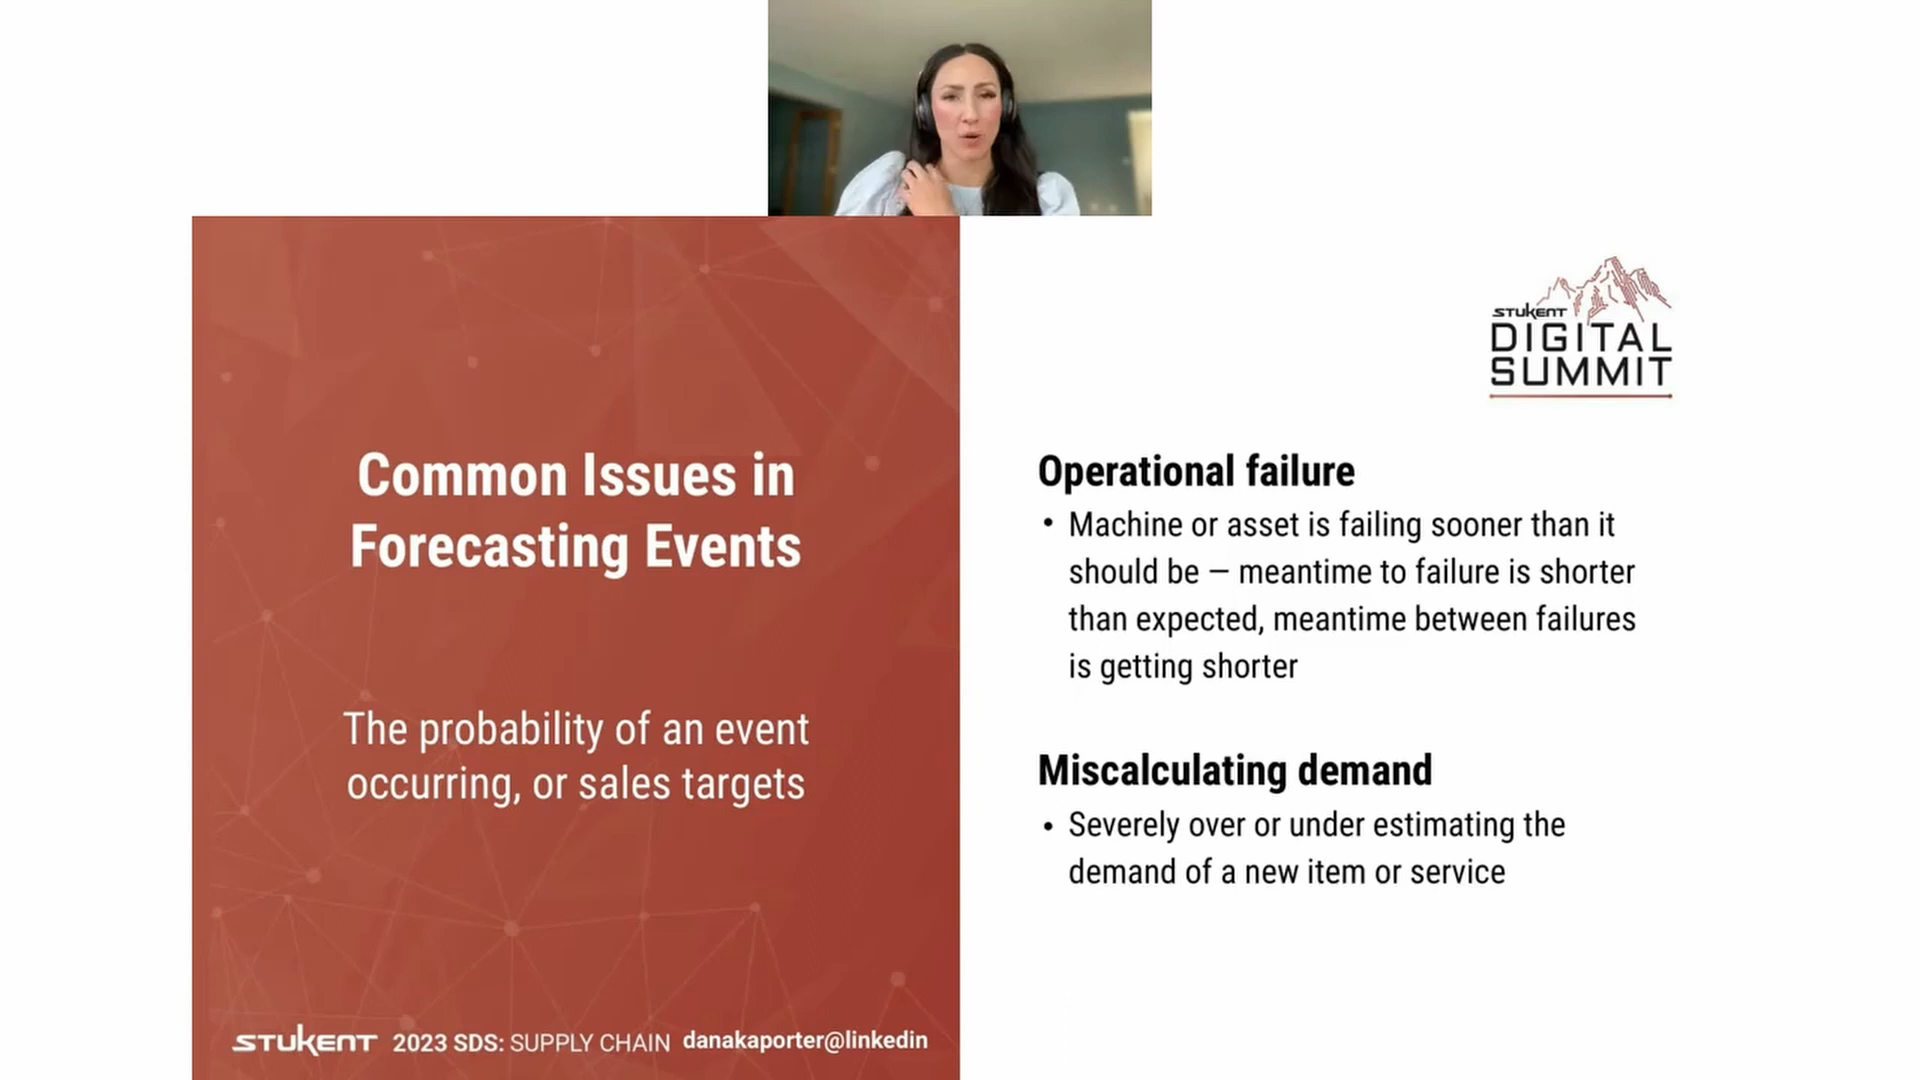 Common Issues in
Forecasting Events
The probability of an event
occurring, or sales targets
STUKENT 2023 SDS: SUPPLY CHAIN danakaporter@linkedin
STUKENT
DIGITAL
SUMMIT
Operational failure
• Machine or asset is failing sooner than it
should be — meantime to failure is shorter
than expected, meantime between failures
is getting shorter
Miscalculating demand
• Severely over or under estimating the
demand of a new item or service